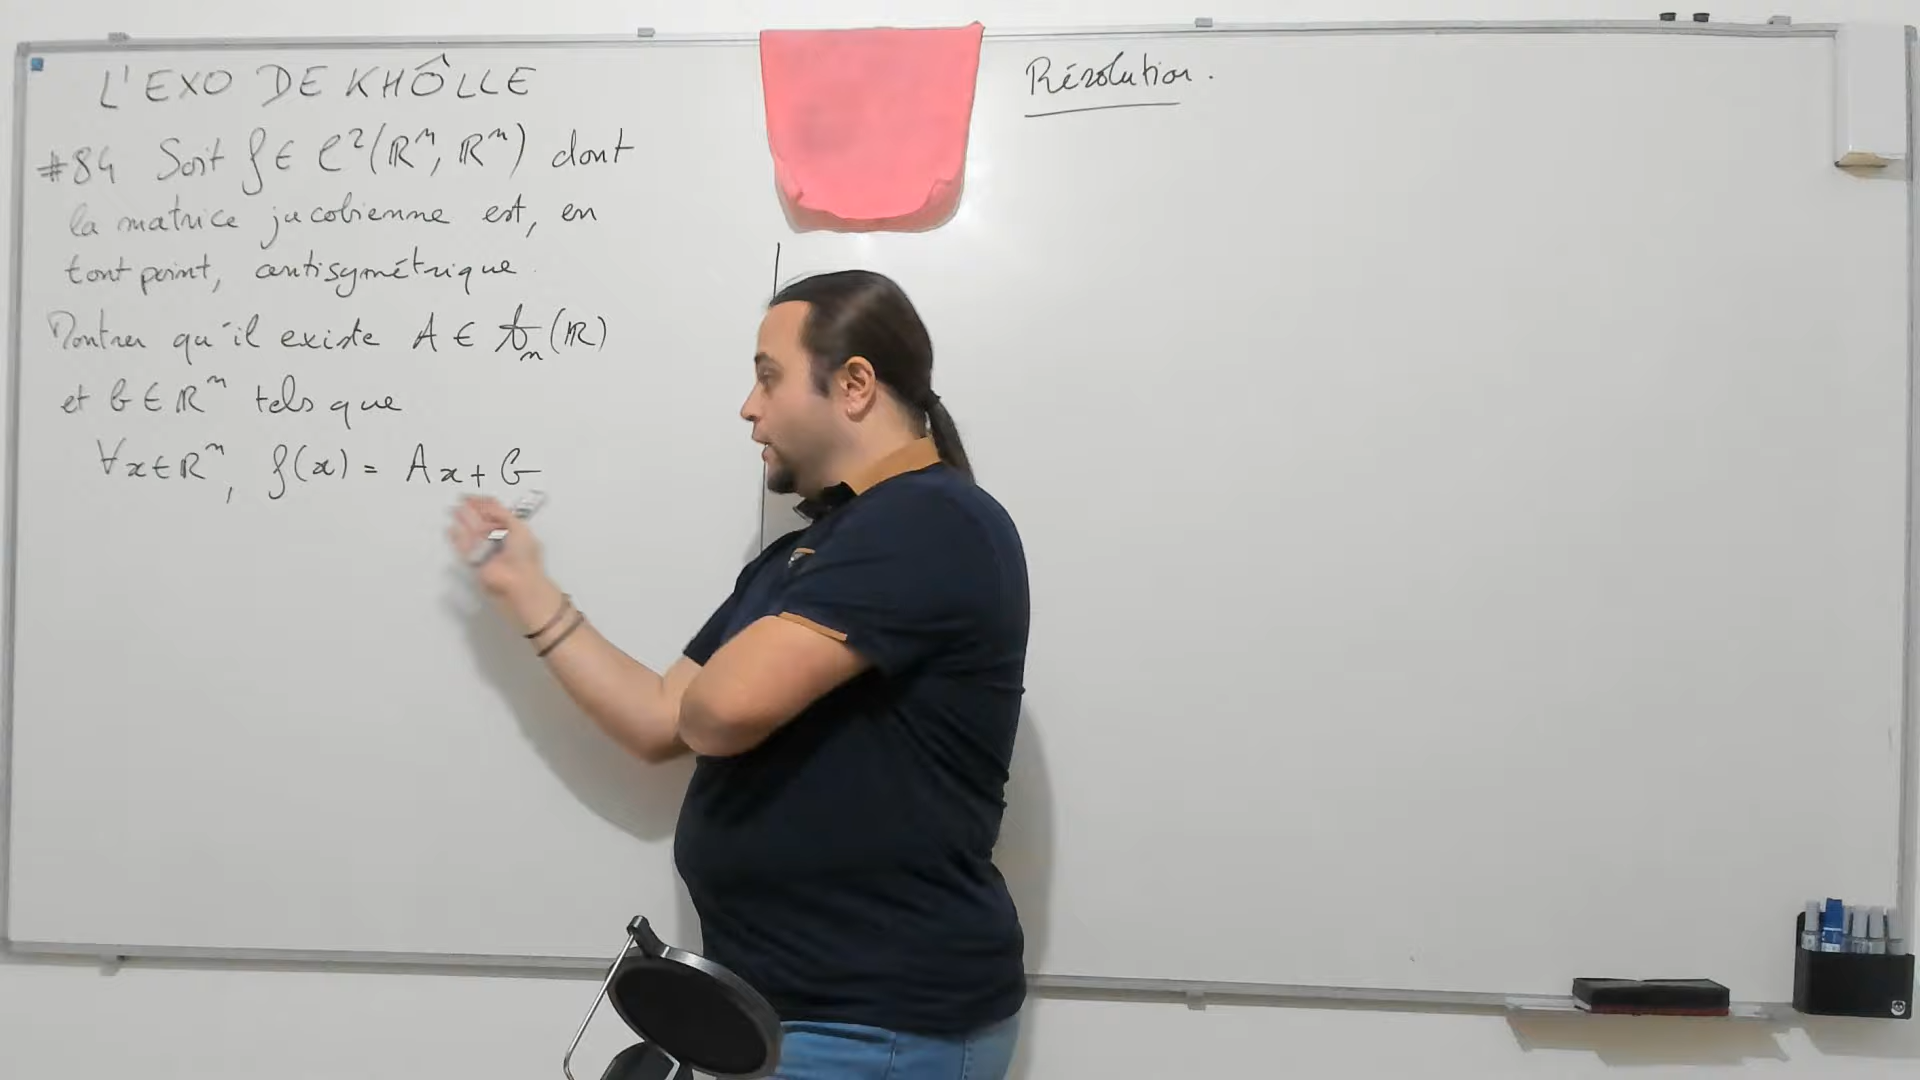 L'EXO DE KHÔLLE
#84 Soit f ∈ C²(ℝⁿ, ℝⁿ) dont
la matrice jacobienne est, en
tout point, antisymétrique.
Montrer qu'il existe A ∈ 𝒜ₙ(ℝ)
et b ∈ ℝⁿ tels que
∀x ∈ ℝⁿ, f(x) = Ax + b
Résolution.